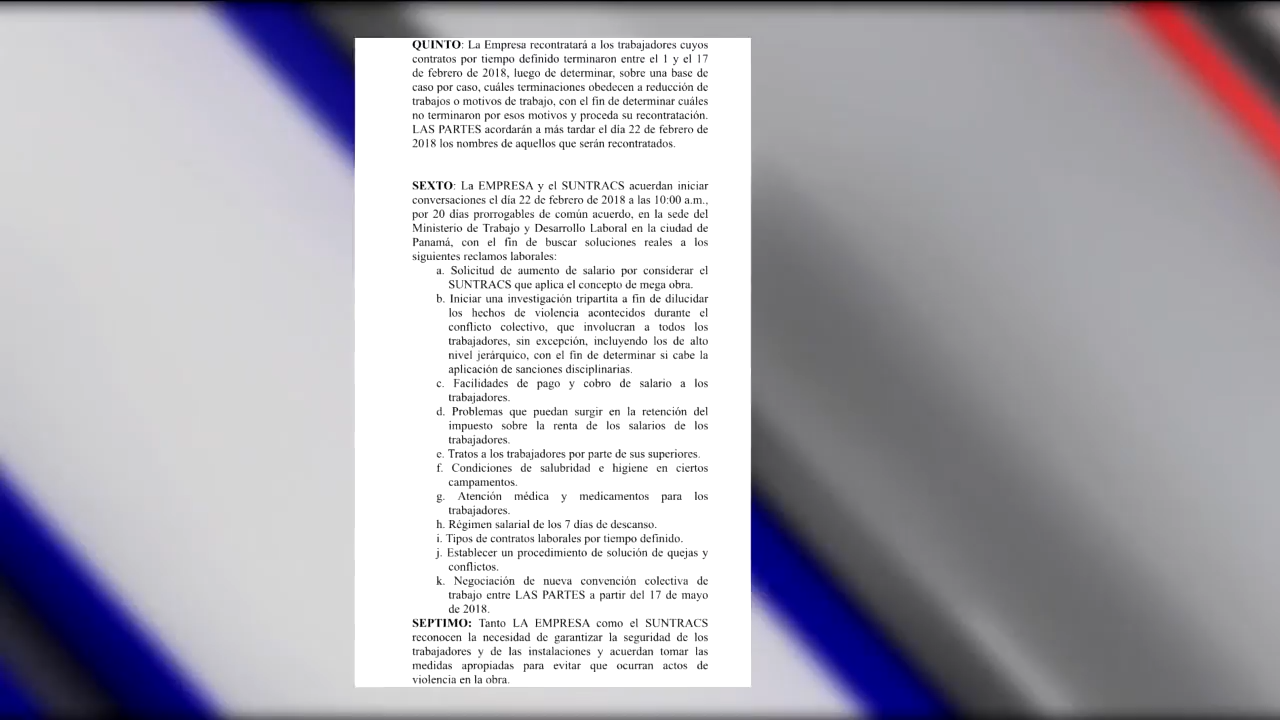 QUINTO: La Empresa recontratará a los trabajadores cuyos
contratos por tiempo definido terminaron entre el 1 y el 17
de febrero de 2018, luego de determinar, sobre una base de
caso por caso, cuáles terminaciones obedecen a reducción de
trabajos o motivos de trabajo, con el fin de determinar cuáles
no terminaron por esos motivos y proceda su recontratación.
LAS PARTES acordarán a más tardar el día 22 de febrero de
2018 los nombres de aquellos que serán recontratados.
SEXTO: La EMPRESA y el SUNTRACS acuerdan iniciar
conversaciones el día 22 de febrero de 2018 a las 10:00 a.m.,
por 20 días prorrogables de común acuerdo, en la sede del
Ministerio de Trabajo y Desarrollo Laboral en la ciudad de
Panamá, con el fin de buscar soluciones reales a los
siguientes reclamos laborales:
a. Solicitud de aumento de salario por considerar el
SUNTRACS que aplica el concepto de mega obra.
b. Iniciar una investigación tripartita a fin de dilucidar
los hechos de violencia acontecidos durante el
conflicto colectivo, que involucran a todos los
trabajadores, sin excepción, incluyendo los de alto
nivel jerárquico, con el fin de determinar si cabe la
aplicación de sanciones disciplinarias.
c. Facilidades de pago y cobro de salario a los
trabajadores.
d. Problemas que puedan surgir en la retención del
impuesto sobre la renta de los salarios de los
trabajadores.
e. Tratos a los trabajadores por parte de sus superiores.
f. Condiciones de salubridad e higiene en ciertos
campamentos.
g. Atención médica y medicamentos para los
trabajadores.
h. Régimen salarial de los 7 días de descanso.
i. Tipos de contratos laborales por tiempo definido.
j. Establecer un procedimiento de solución de quejas y
conflictos.
k. Negociación de nueva convención colectiva de
trabajo entre LAS PARTES a partir del 17 de mayo
de 2018.
SEPTIMO: Tanto LA EMPRESA como el SUNTRACS
reconocen la necesidad de garantizar la seguridad de los
trabajadores y de las instalaciones y acuerdan tomar las
medidas apropiadas para evitar que ocurran actos de
violencia en la obra.